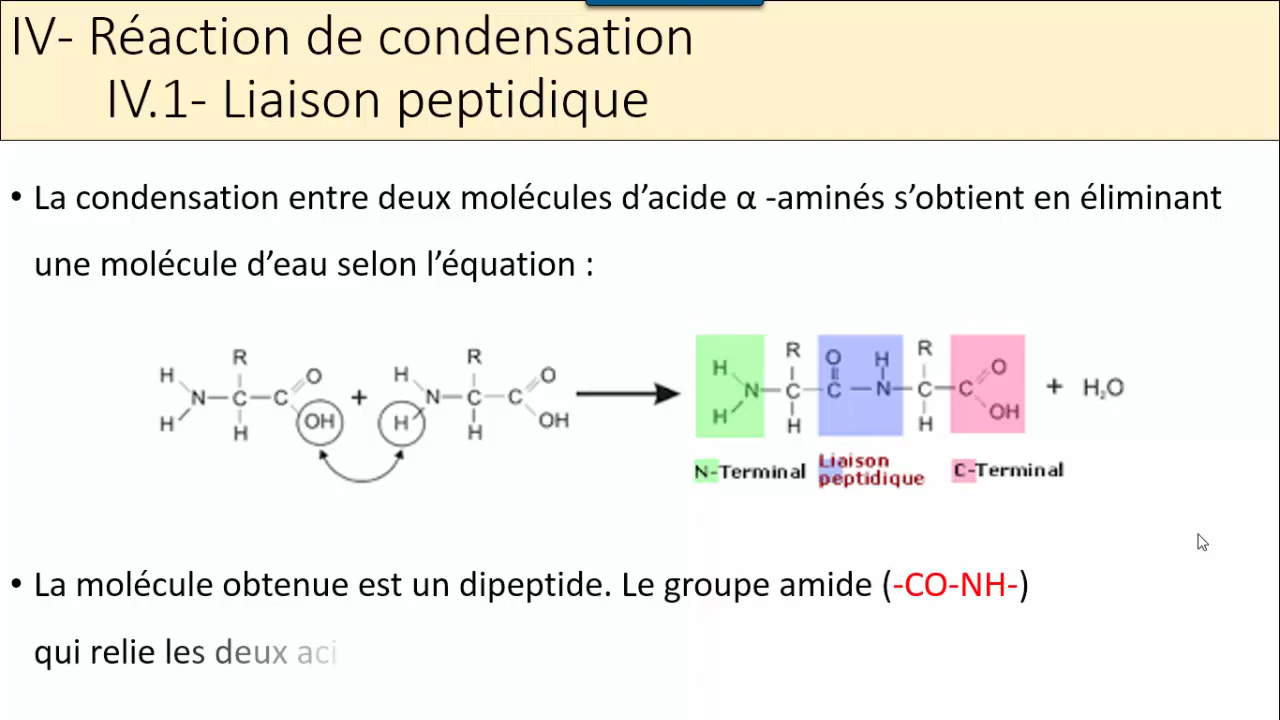 IV- Réaction de condensation
IV.1- Liaison peptidique
• La condensation entre deux molécules d’acide α -aminés s’obtient en éliminant
une molécule d’eau selon l’équation :
H R O H R O
N C C OH + H N C C OH
H H H
H R O H R O
N C C N C C OH + H₂O
H H H
N-Terminal Liaison peptidique C-Terminal
• La molécule obtenue est un dipeptide. Le groupe amide (-CO-NH-)
qui relie les deux aci